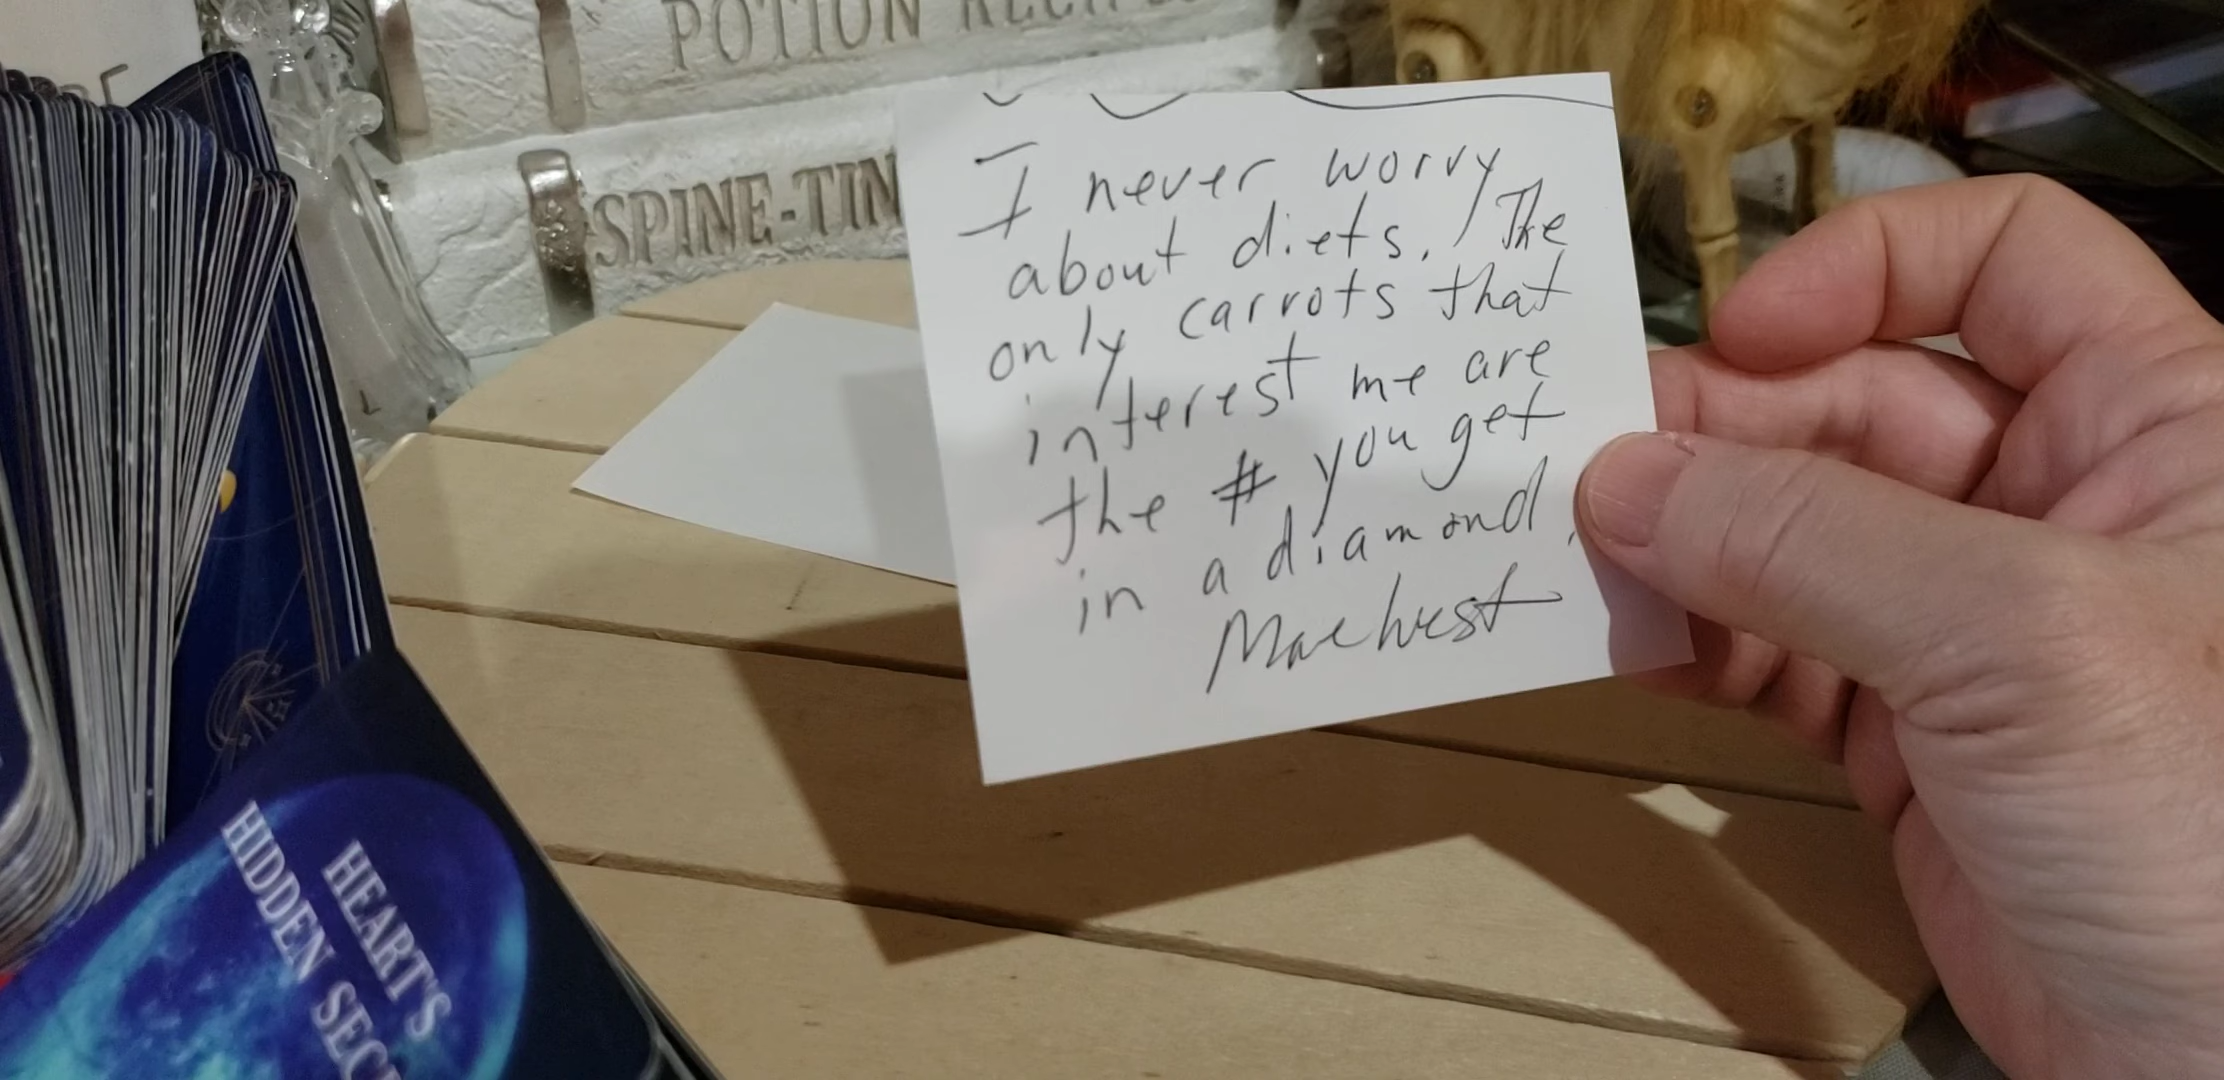 POTION RECIPES
SPINE-TIN
I never worry
about diets. The
only carrots that
interest me are
the # you get
in a diamond.
Mae West
HEART'S
HIDDEN SEC